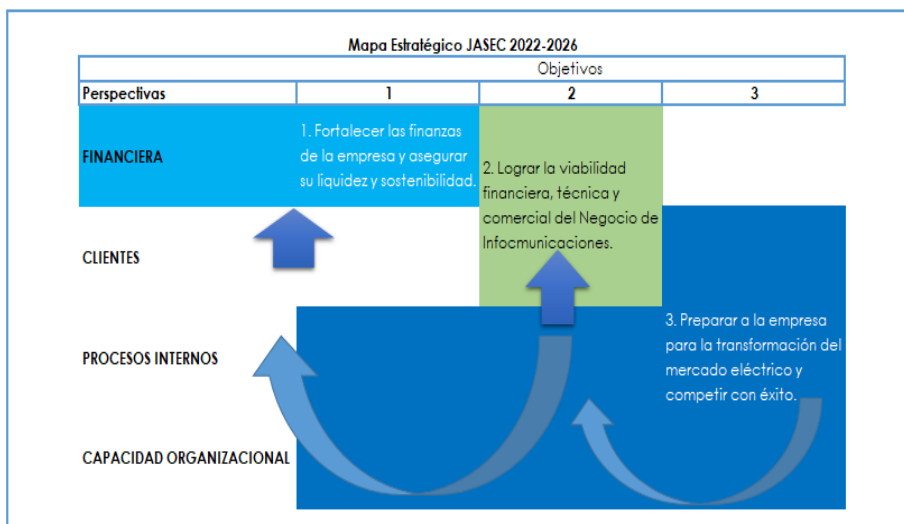 Mapa Estratégico JASEC 2022-2026
Objetivos
Perspectivas 1 2 3
FINANCIERA
1. Fortalecer las finanzas
de la empresa y asegurar
su liquidez y sostenibilidad.
2. Lograr la viabilidad
financiera, técnica y
comercial del Negocio de
Infocmunicaciones.
CLIENTES
3. Preparar a la empresa
para la transformación del
mercado eléctrico y
competir con éxito.
PROCESOS INTERNOS
CAPACIDAD ORGANIZACIONAL